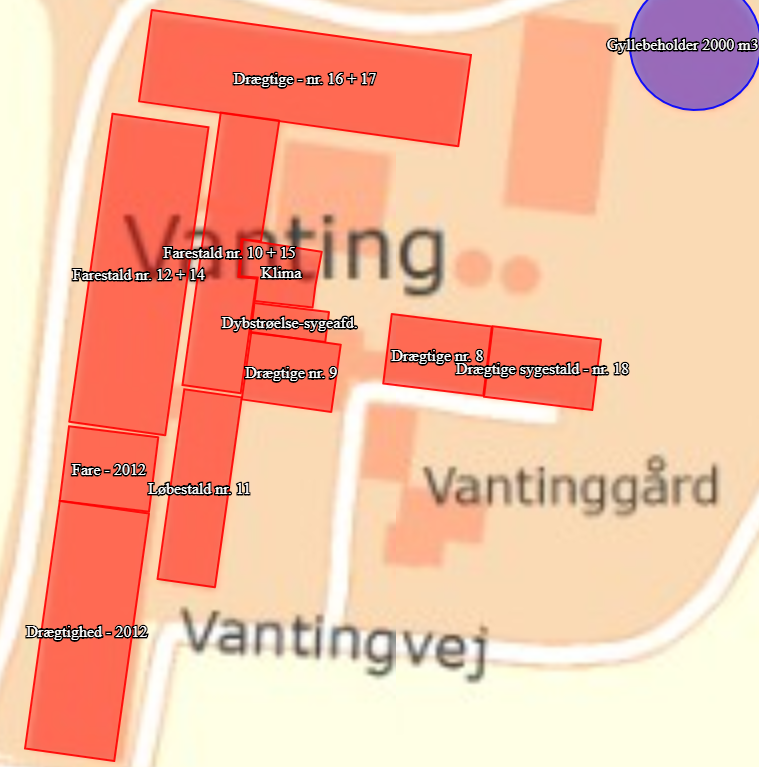 Gyllebeholder 2000 m3
Drægtige - nr. 16 + 17
Vanting
Farestald nr. 10 + 15
Farestald nr. 12 + 14
Klima
Dybstrøelse-sygeafd.
Drægtige nr. 8
Drægtige sygestald - nr. 18
Drægtige nr. 9
Fare - 2012
Løbestald nr. 11
Vantinggård
Drægtighed - 2012
Vantingvej